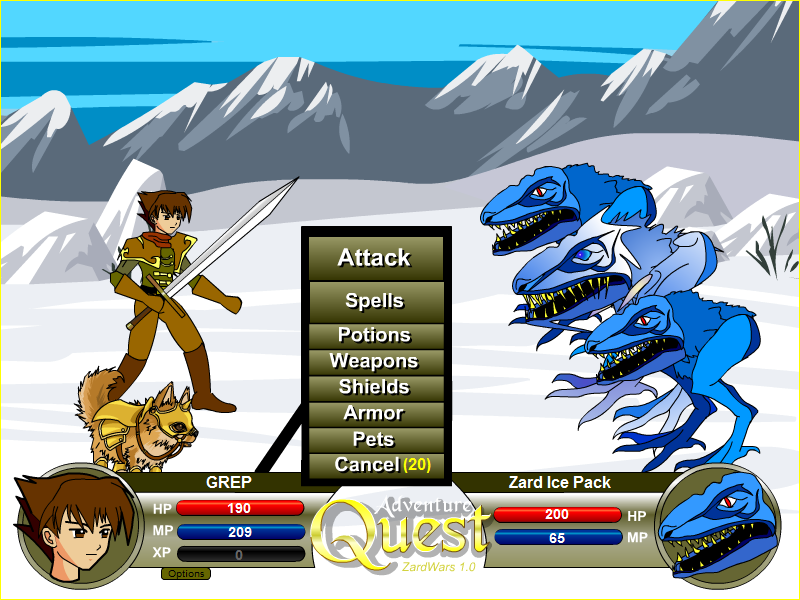 Attack
Spells
Potions
Weapons
Shields
Armor
Pets
Cancel (20)
GREP
HP 190
MP 209
XP 0
Options
Adventure
Quest
ZardWars 1.0
Zard Ice Pack
200 HP
65 MP